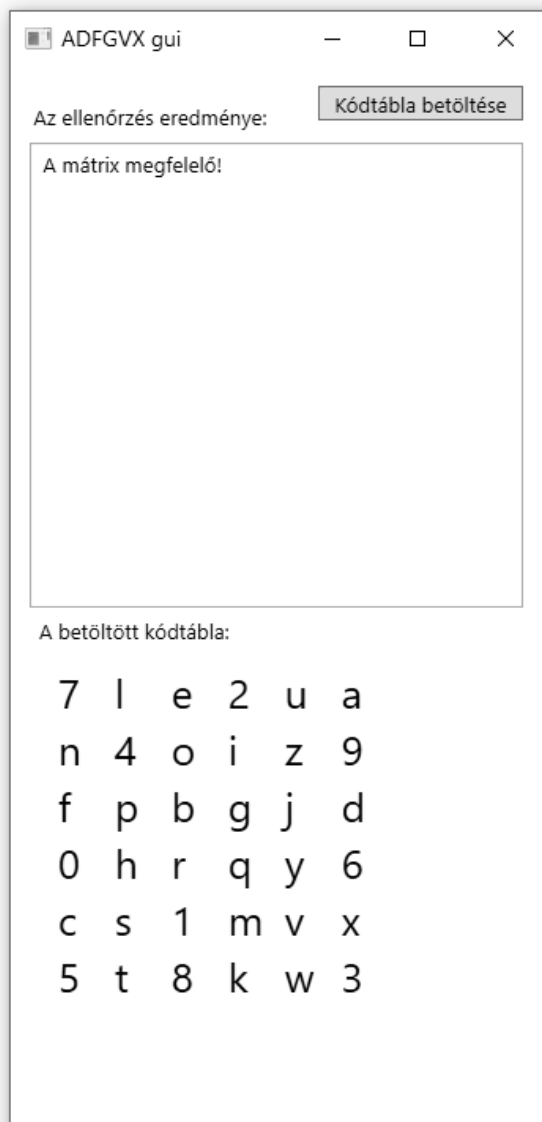 ADFGVX gui
Kódtábla betöltése
Az ellenőrzés eredménye:
A mátrix megfelelő!
A betöltött kódtábla:
7 l e 2 u a
n 4 o i z 9
f p b g j d
0 h r q y 6
c s 1 m v x
5 t 8 k w 3